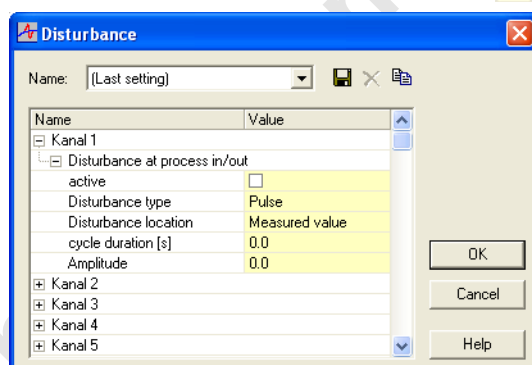 Disturbance
Name: (Last setting)
Name Value
Kanal 1
Disturbance at process in/out
active
Disturbance type Pulse
Disturbance location Measured value
cycle duration [s] 0.0
Amplitude 0.0
Kanal 2
Kanal 3
Kanal 4
Kanal 5
OK
Cancel
Help